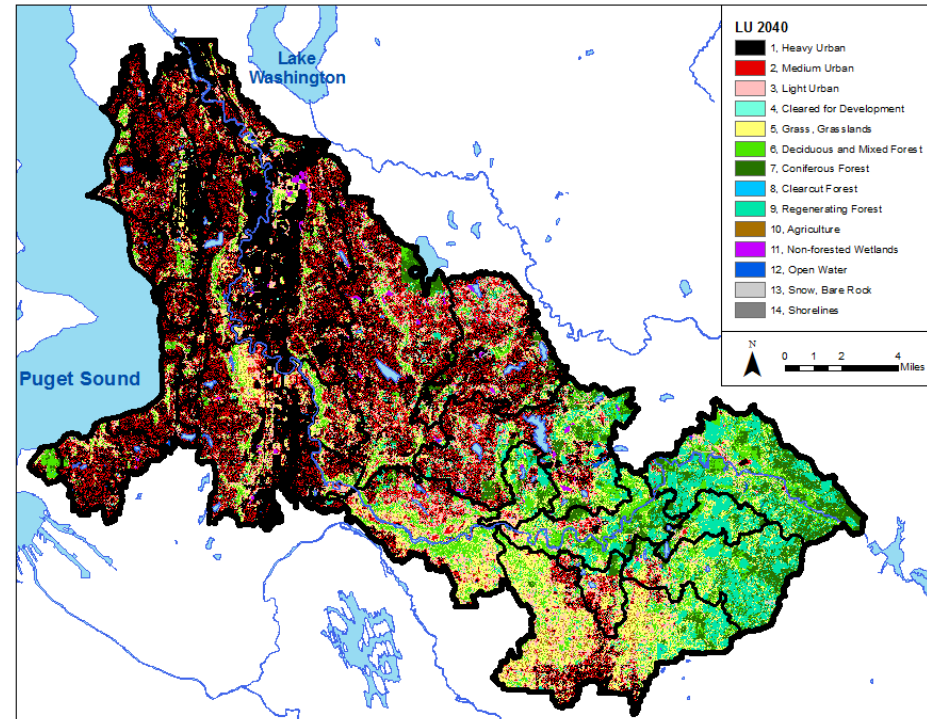 Lake
Washington
Puget Sound
LU 2040
1, Heavy Urban
2, Medium Urban
3, Light Urban
4, Cleared for Development
5, Grass, Grasslands
6, Deciduous and Mixed Forest
7, Coniferous Forest
8, Clearcut Forest
9, Regenerating Forest
10, Agriculture
11, Non-forested Wetlands
12, Open Water
13, Snow, Bare Rock
14, Shorelines
N
0 1 2 4
Miles